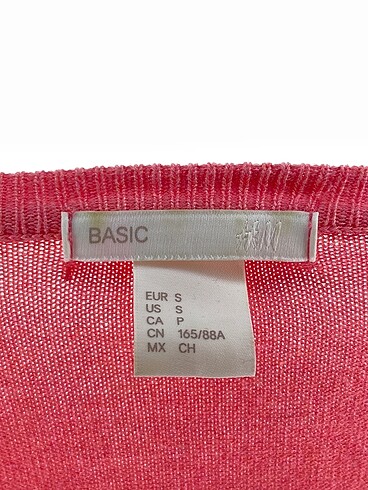 BASIC H&M
EUR S
US S
CA P
CN 165/88A
MX CH